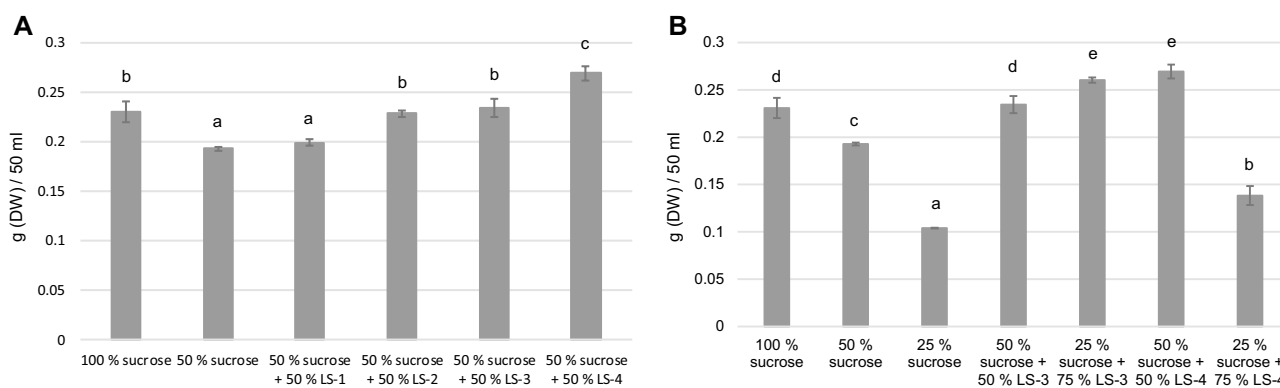 A
g (DW) / 50 ml
0.3
0.25
0.2
0.15
0.1
0.05
0
b
a
a
b
b
c
100 % sucrose
50 % sucrose
50 % sucrose
+ 50 % LS-1
50 % sucrose
+ 50 % LS-2
50 % sucrose
+ 50 % LS-3
50 % sucrose
+ 50 % LS-4
B
g (DW) / 50 ml
0.3
0.25
0.2
0.15
0.1
0.05
0
d
c
a
d
e
e
b
100 %
sucrose
50 %
sucrose
25 %
sucrose
50 %
sucrose +
50 % LS-3
25 %
sucrose +
75 % LS-3
50 %
sucrose +
50 % LS-4
25 %
sucrose +
75 % LS-4